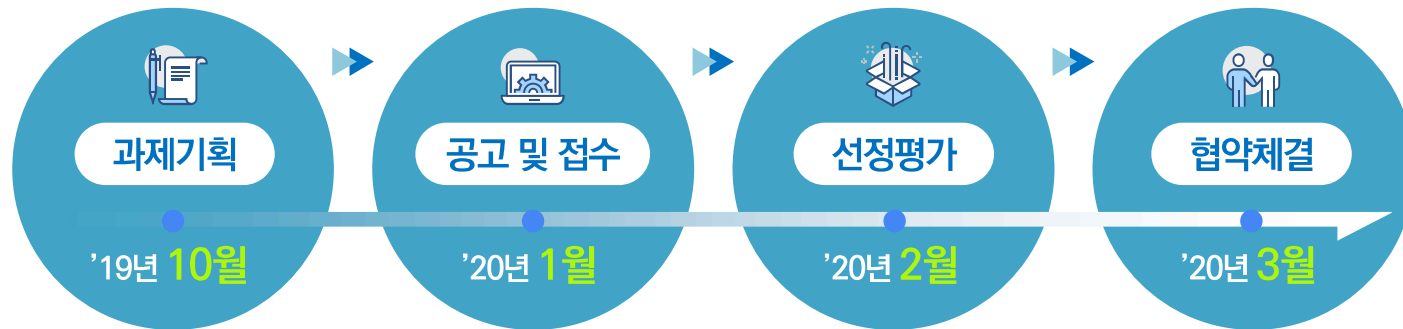 과제기획
공고 및 접수
선정평가
협약체결
’19년 10월
’20년 1월
’20년 2월
’20년 3월